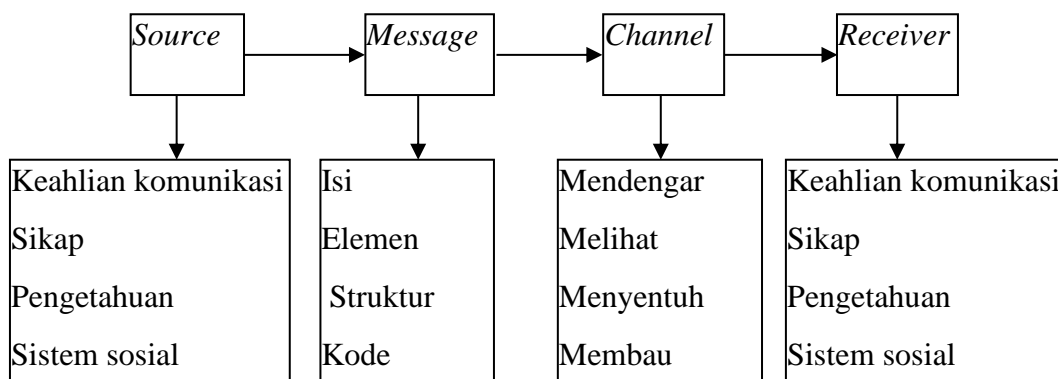 Source
Message
Channel
Receiver
Keahlian komunikasi
Sikap
Pengetahuan
Sistem sosial
Isi
Elemen
Struktur
Kode
Mendengar
Melihat
Menyentuh
Membau
Keahlian komunikasi
Sikap
Pengetahuan
Sistem sosial